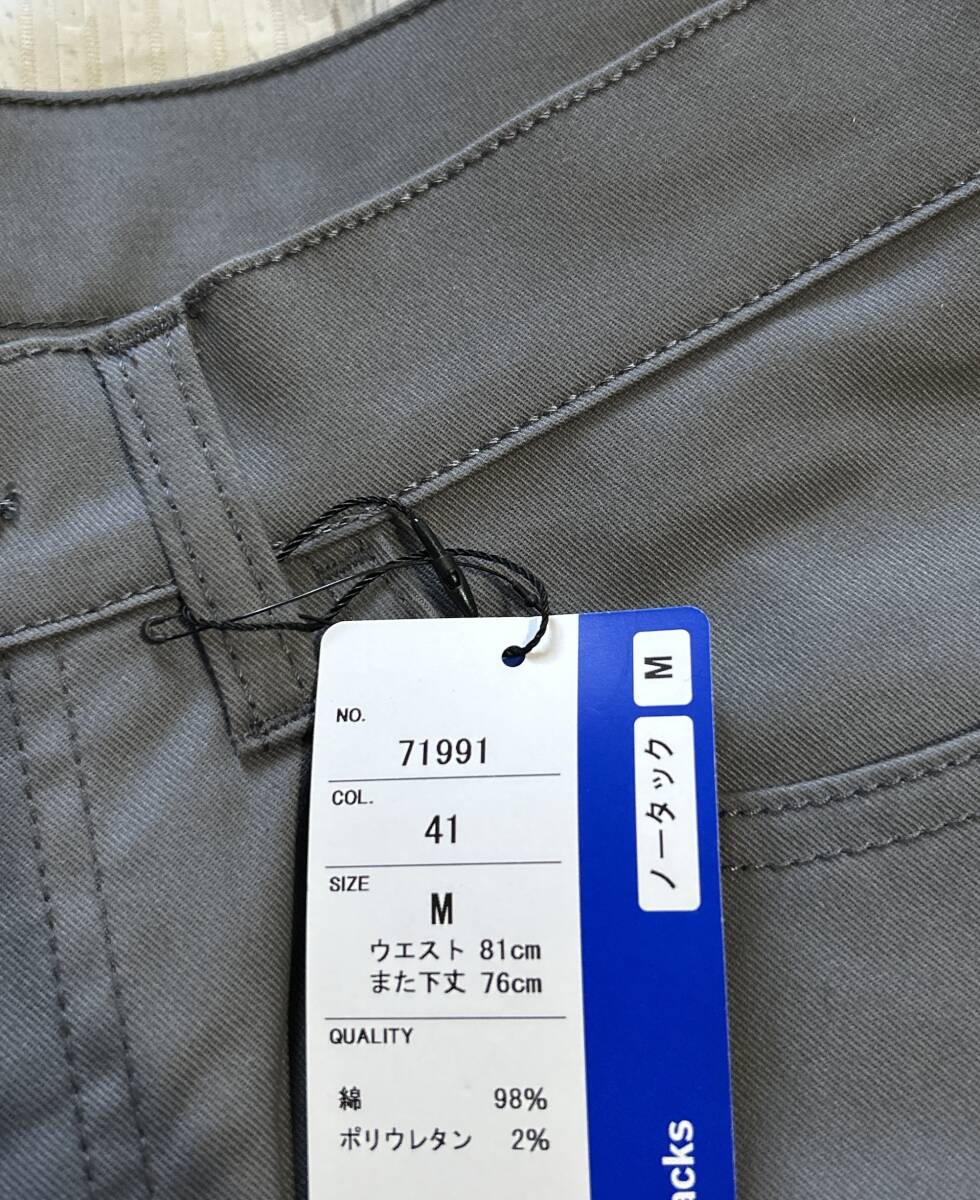 NO.
71991
COL.
41
SIZE
M
ウエスト 81cm
また下丈 76cm
QUALITY
綿 98%
ポリウレタン 2%
M
ノータック
acks